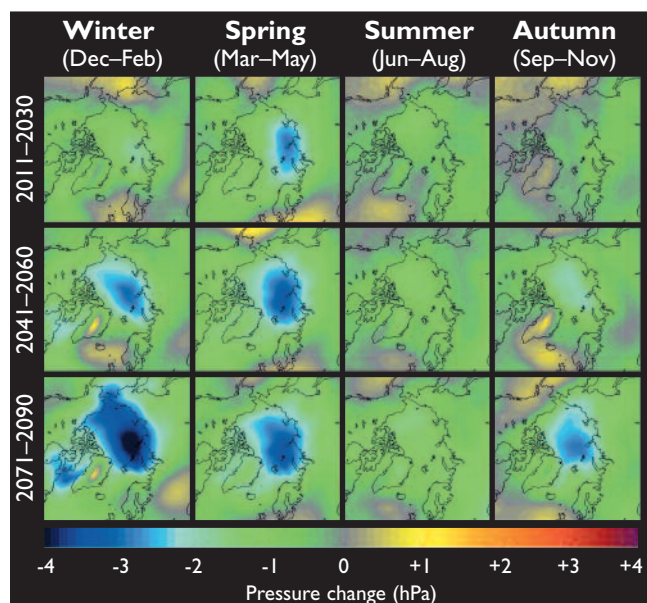 Winter Spring Summer Autumn
(Dec–Feb) (Mar–May) (Jun–Aug) (Sep–Nov)
2011–2030
2041–2060
2071–2090
-4 -3 -2 -1 0 +1 +2 +3 +4
Pressure change (hPa)